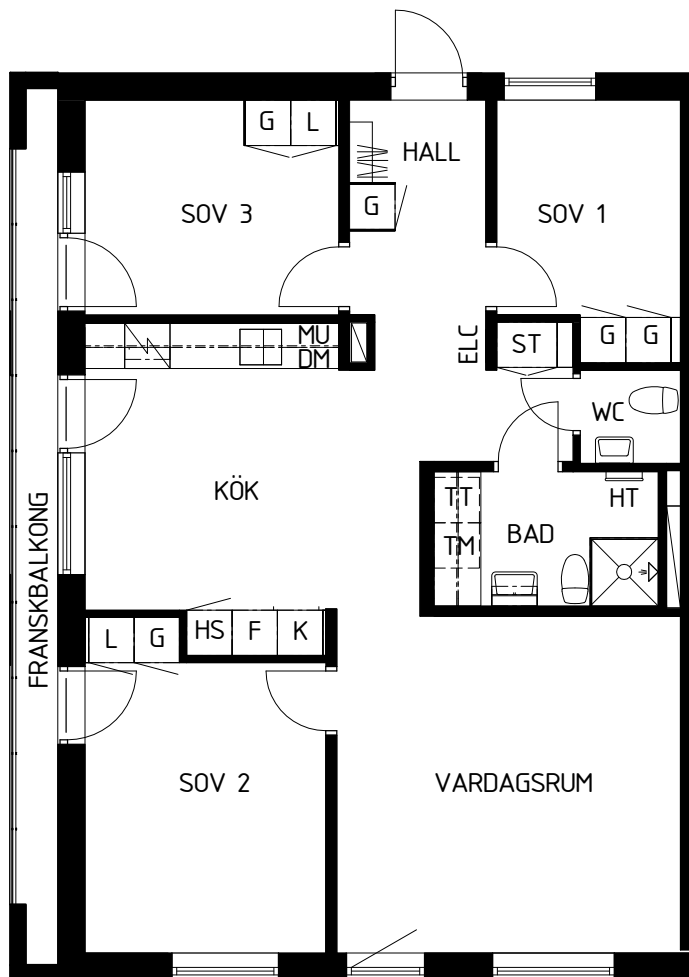 G L
HALL
G
SOV 3
SOV 1
MU
DM
ELC
ST
G G
WC
KÖK
TT
HT
TM
BAD
FRANSKBALKONG
L G
HS F K
SOV 2
VARDAGSRUM